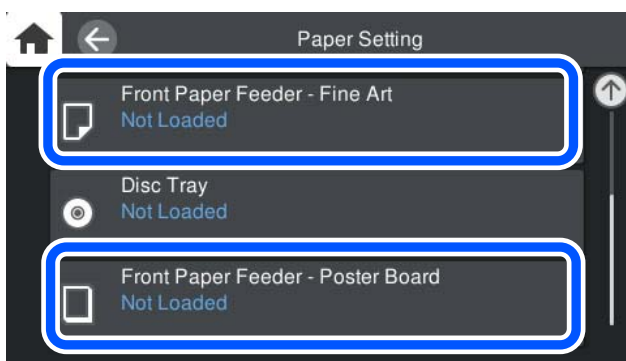 Paper Setting
Front Paper Feeder - Fine Art
Not Loaded
Disc Tray
Not Loaded
Front Paper Feeder - Poster Board
Not Loaded